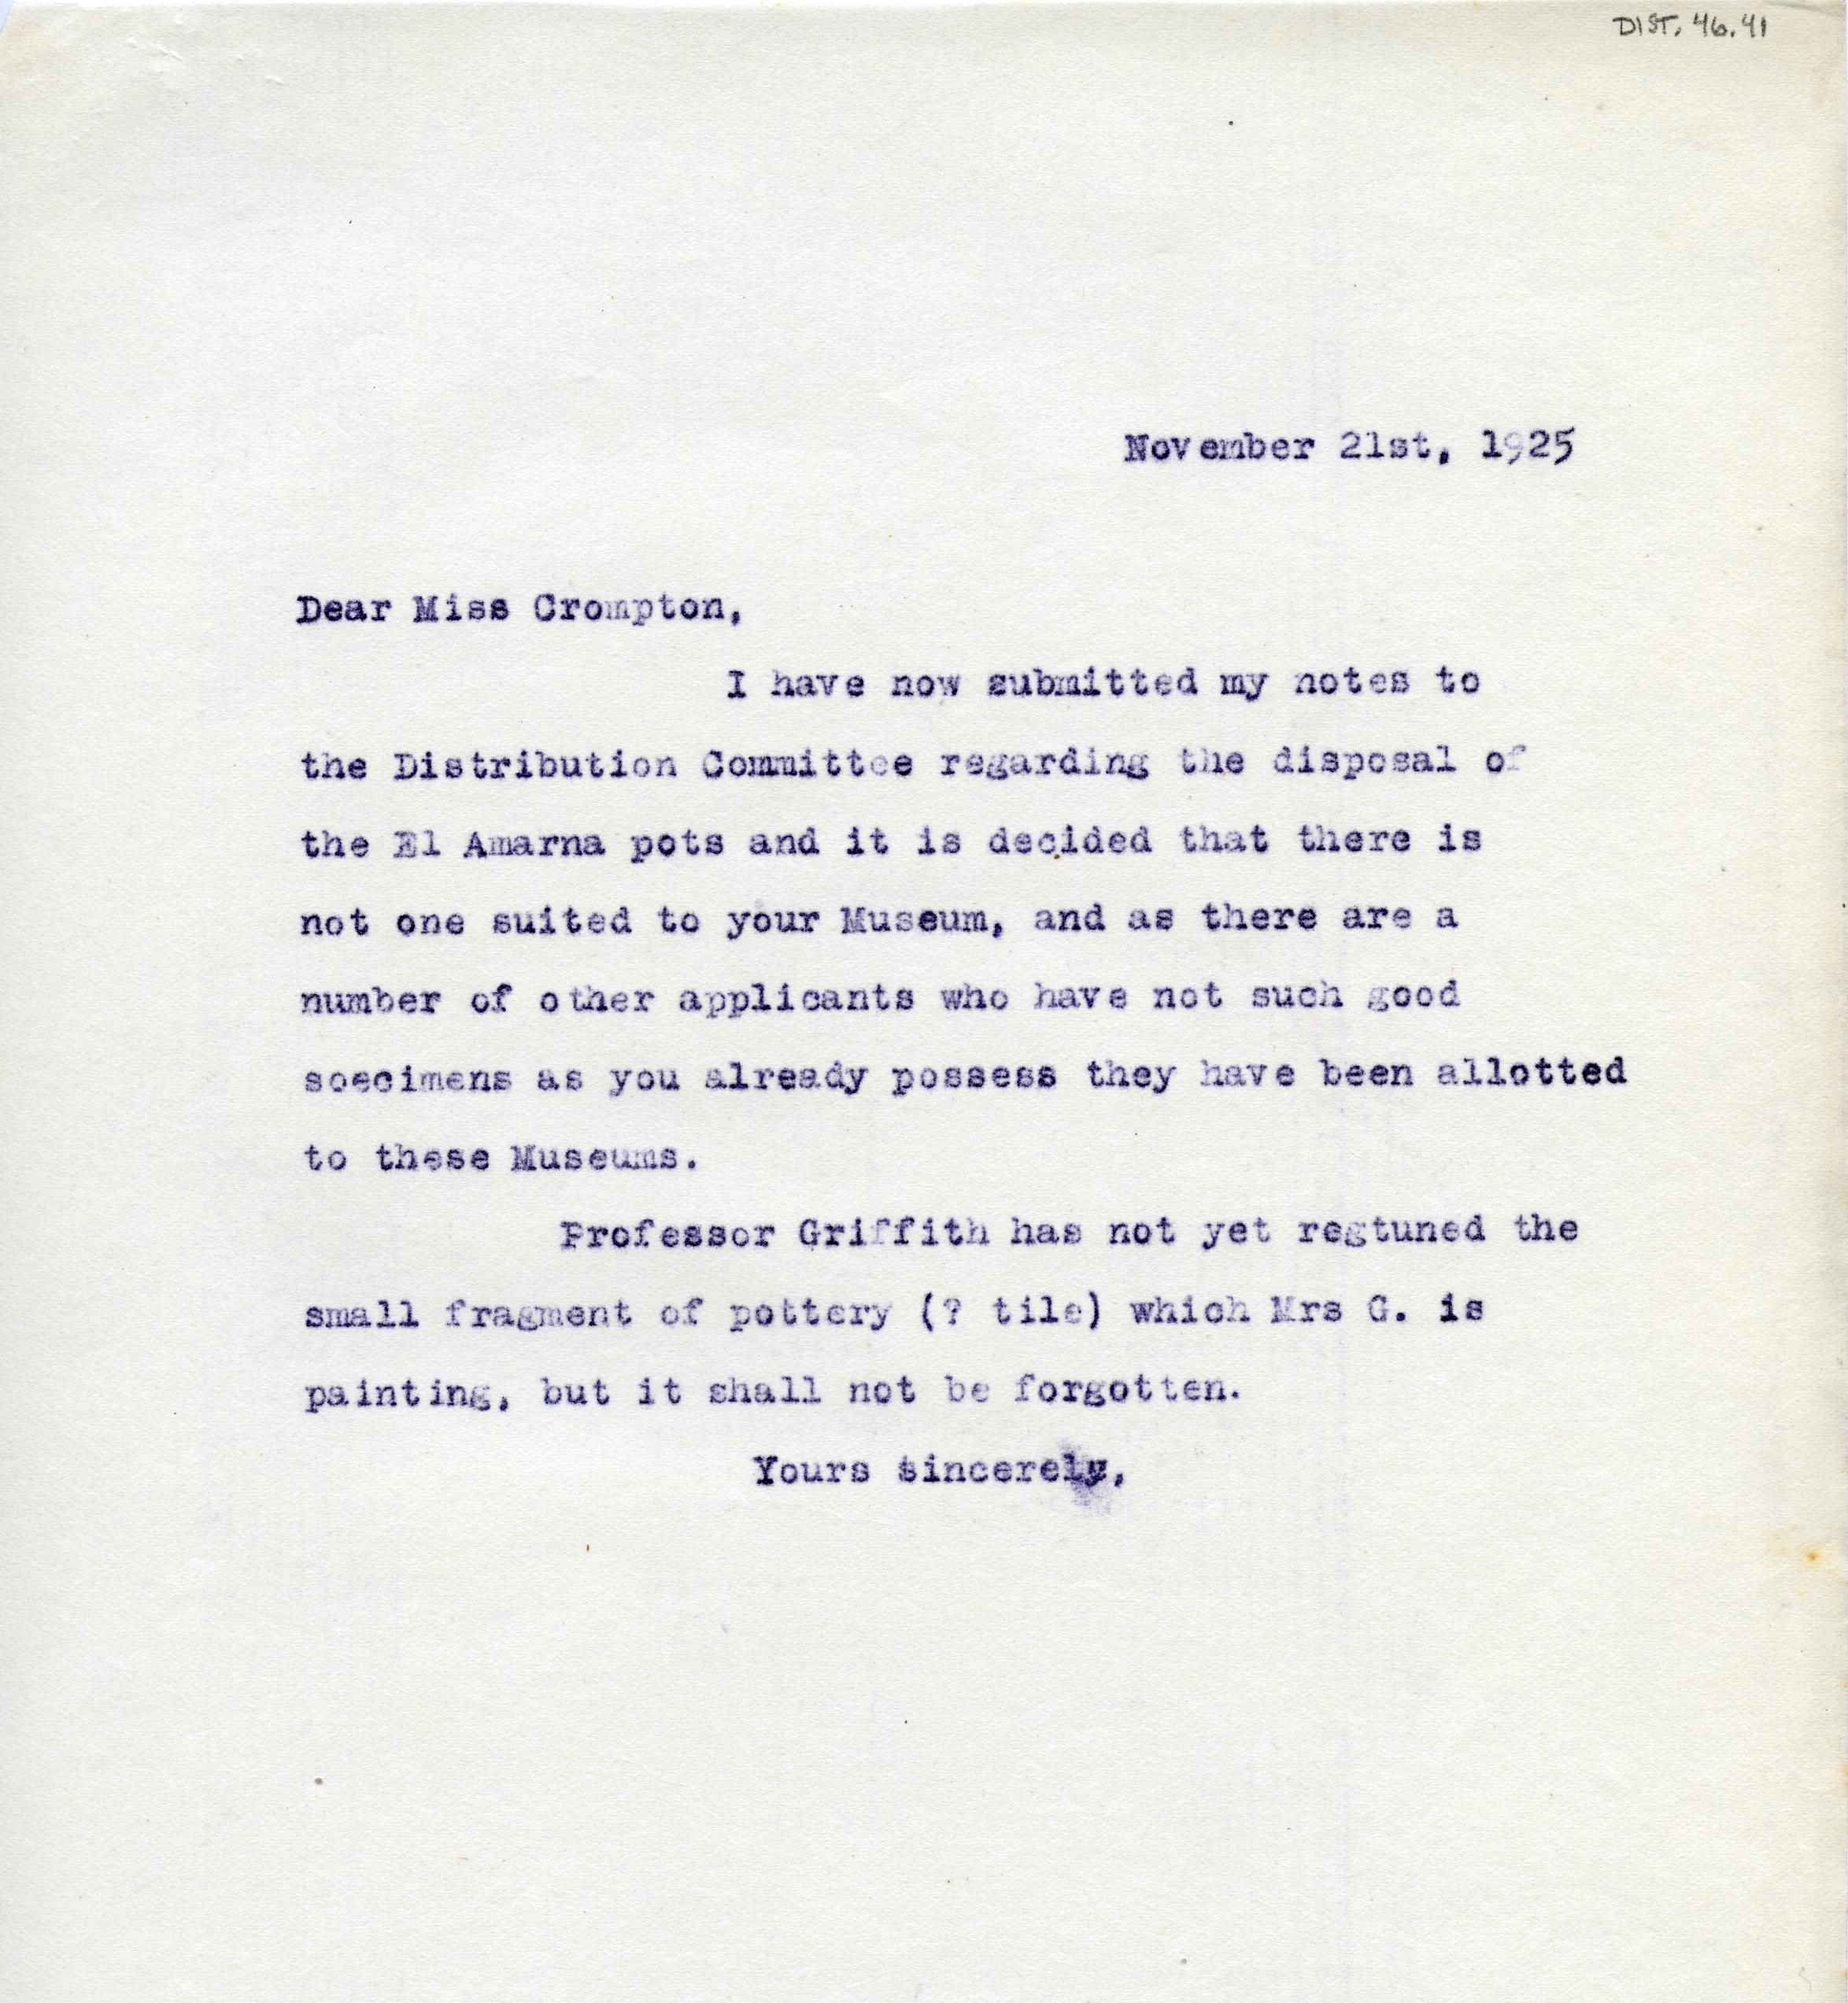 DIST. 46.41
November 21st, 1925
Dear Miss Crompton,
I have now submitted my notes to
the Distribution Committee regarding the disposal of
the El Amarna pots and it is decided that there is
not one suited to your Museum, and as there are a
number of other applicants who have not such good
soecimens as you already possess they have been allotted
to these Museums.
Professor Griffith has not yet regtuned the
small fragment of pottery (? tile) which Mrs G. is
painting, but it shall not be forgotten.
Yours sincerely,